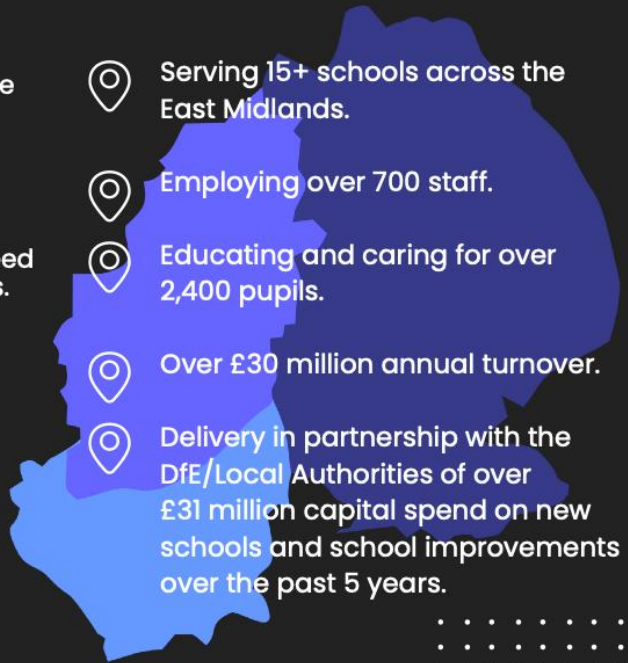 e
Serving 15+ schools across the
East Midlands.
Employing over 700 staff.
ed
s.
Educating and caring for over
2,400 pupils.
Over £30 million annual turnover.
Delivery in partnership with the
DfE/Local Authorities of over
£31 million capital spend on new
schools and school improvements
over the past 5 years.